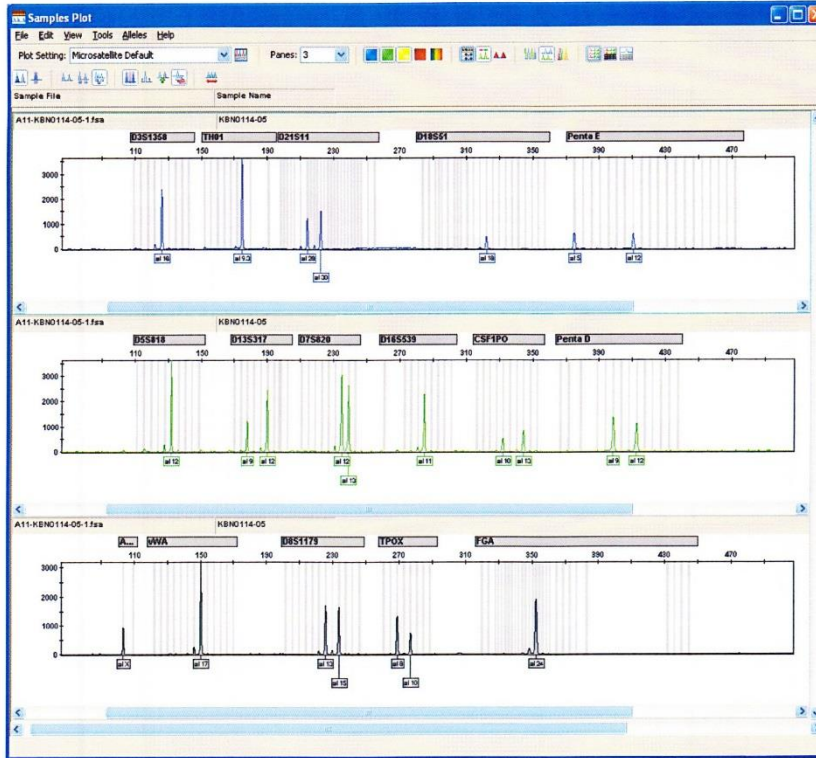 Samples Plot
File Edit View Tools Alleles Help
Plot Setting: Microsatellite Default Panes: 3
Sample File Sample Name
A11-KBN0114-05-1.fsa KBN0114-05
D3S1358 TH01 D21S11 D18S51 Penta E
110 150 190 230 270 310 350 390 430 470
3000
2000
1000
0
al 16 al 9.3 al 28 al 18 al 5 al 12
al 30
A11-KBN0114-05-1.fsa KBN0114-05
D5S818 D13S317 D7S820 D16S539 CSF1PO Penta D
110 150 190 230 270 310 350 390 430 470
3000
2000
1000
0
al 12 al 9 al 12 al 12 al 11 al 10 al 13 al 9 al 12
al 13
A11-KBN0114-05-1.fsa KBN0114-05
A... vWA D8S1179 TPOX FGA
110 150 190 230 270 310 350 390 430 470
3000
2000
1000
0
al X al 17 al 13 al 8 al 24
al 15 al 10